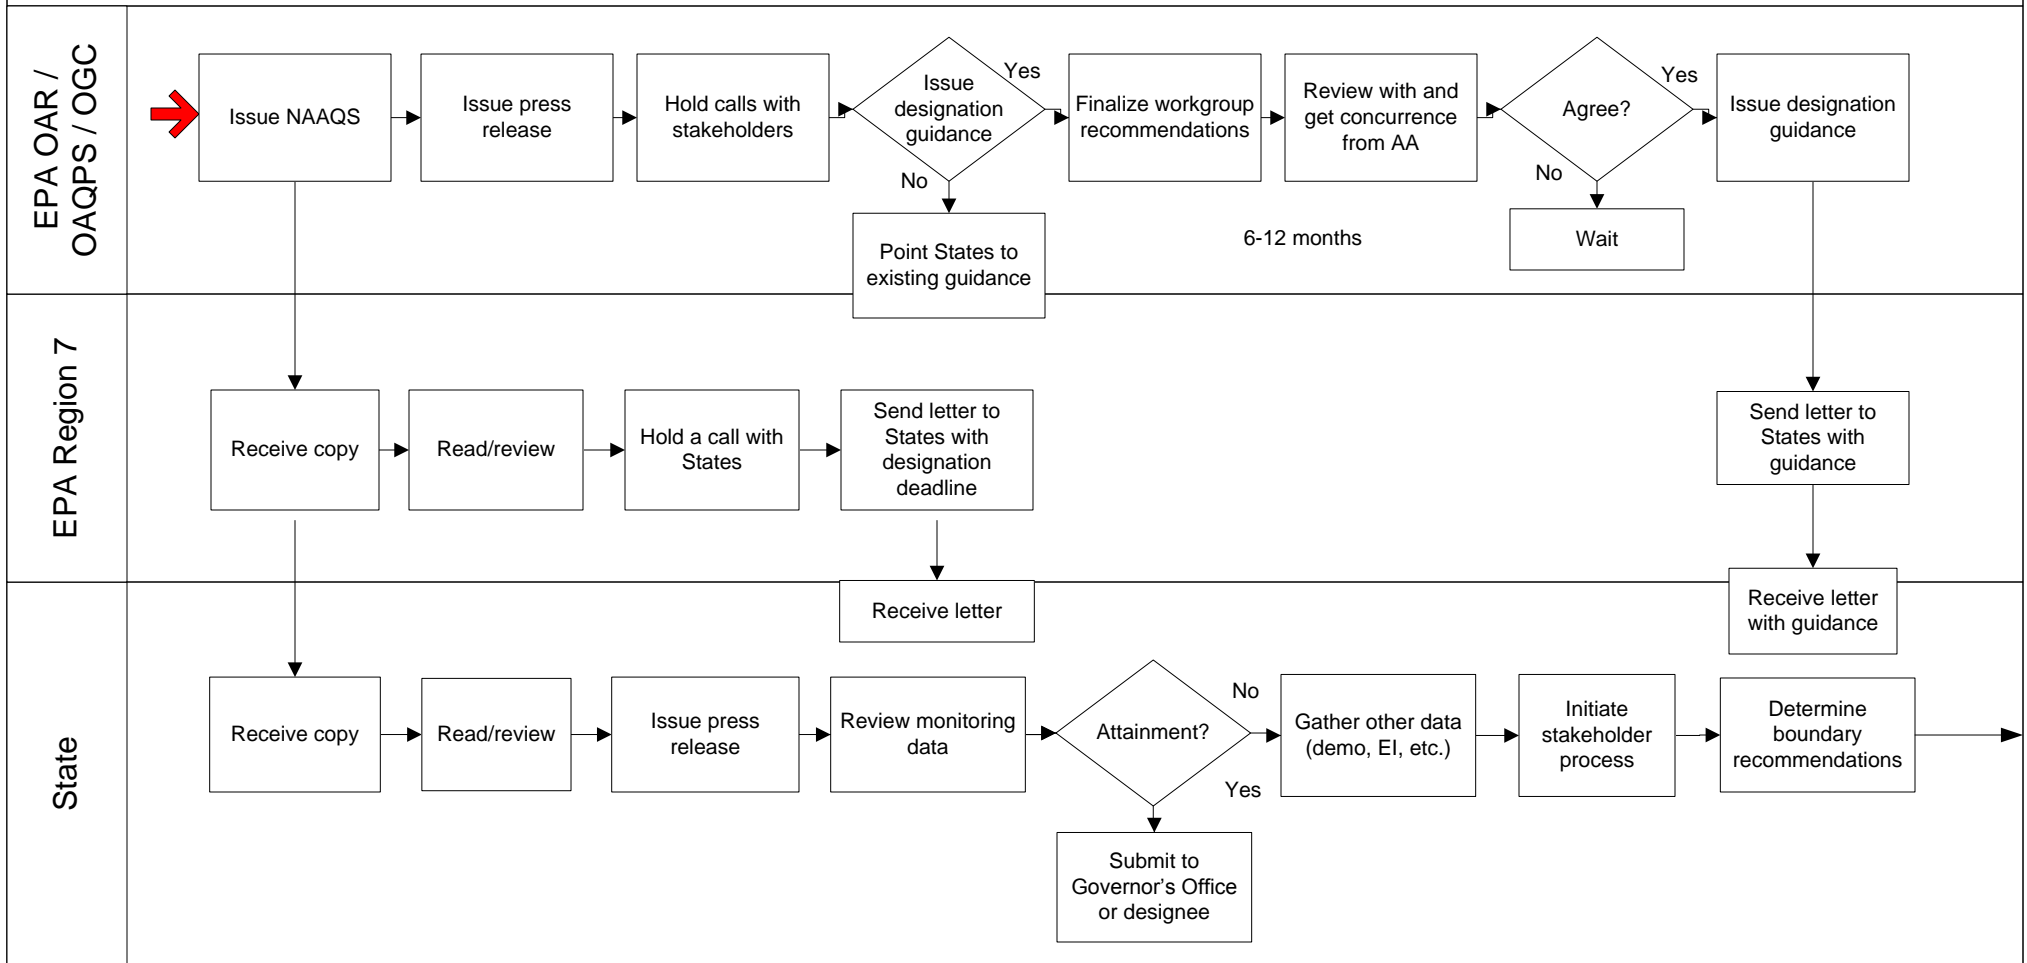 EPA OAR /
OAQPS / OGC
Issue NAAQS
Issue press
release
Hold calls with
stakeholders
Issue
designation
guidance
Yes
No
Finalize workgroup
recommendations
Review with and
get concurrence
from AA
Agree?
Yes
No
Issue designation
guidance
Point States to
existing guidance
6-12 months
Wait
EPA Region 7
Receive copy
Read/review
Hold a call with
States
Send letter to
States with
designation
deadline
Send letter to
States with
guidance
State
Receive letter
Receive letter
with guidance
Receive copy
Read/review
Issue press
release
Review monitoring
data
Attainment?
No
Yes
Gather other data
(demo, EI, etc.)
Initiate
stakeholder
process
Determine
boundary
recommendations
Submit to
Governor’s Office
or designee